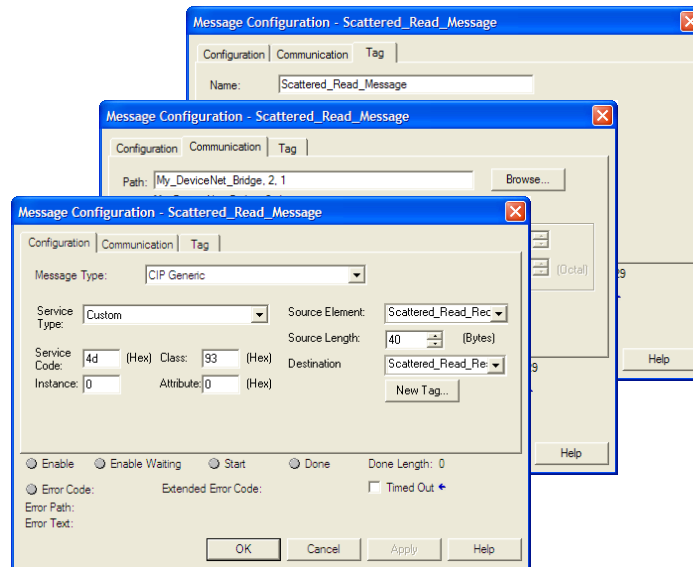 Message Configuration - Scattered_Read_Message
Configuration Communication Tag
Name: Scattered_Read_Message
Message Configuration - Scattered_Read_Message
Configuration Communication Tag
Path: My_DeviceNet_Bridge, 2, 1 Browse...
(Octal)
29
Help
9
Help
Message Configuration - Scattered_Read_Message
Configuration Communication Tag
Message Type: CIP Generic
Service Type: Custom
Source Element: Scattered_Read_Rec
Source Length: 40 (Bytes)
Service Code: 4d (Hex) Class: 93 (Hex)
Destination Scattered_Read_Re
Instance: 0 Attribute: 0 (Hex)
New Tag...
Enable Enable Waiting Start Done Done Length: 0
Error Code: Extended Error Code: Timed Out
Error Path:
Error Text:
OK Cancel Apply Help